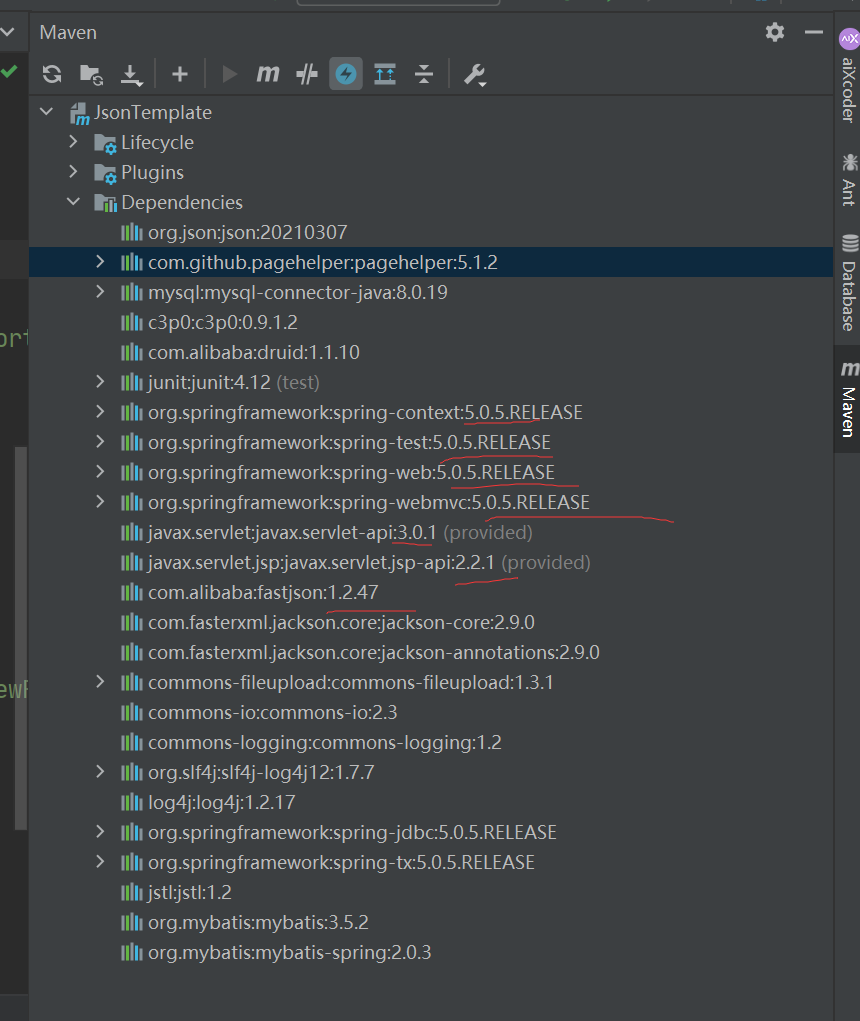 Maven
JsonTemplate
Lifecycle
Plugins
Dependencies
org.json:json:20210307
com.github.pagehelper:pagehelper:5.1.2
mysql:mysql-connector-java:8.0.19
c3p0:c3p0:0.9.1.2
com.alibaba:druid:1.1.10
junit:junit:4.12 (test)
org.springframework:spring-context:5.0.5.RELEASE
org.springframework:spring-test:5.0.5.RELEASE
org.springframework:spring-web:5.0.5.RELEASE
org.springframework:spring-webmvc:5.0.5.RELEASE
javax.servlet:javax.servlet-api:3.0.1 (provided)
javax.servlet.jsp:javax.servlet.jsp-api:2.2.1 (provided)
com.alibaba:fastjson:1.2.47
com.fasterxml.jackson.core:jackson-core:2.9.0
com.fasterxml.jackson.core:jackson-annotations:2.9.0
commons-fileupload:commons-fileupload:1.3.1
commons-io:commons-io:2.3
commons-logging:commons-logging:1.2
org.slf4j:slf4j-log4j12:1.7.7
log4j:log4j:1.2.17
org.springframework:spring-jdbc:5.0.5.RELEASE
org.springframework:spring-tx:5.0.5.RELEASE
jstl:jstl:1.2
org.mybatis:mybatis:3.5.2
org.mybatis:mybatis-spring:2.0.3
aiXcoder
Ant
Database
Maven